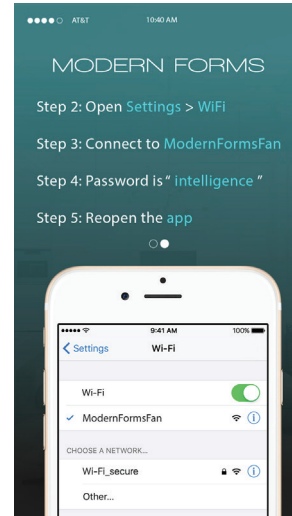 AT&T 10:40 AM
MODERN FORMS
Step 2: Open Settings > WiFi
Step 3: Connect to ModernFormsFan
Step 4: Password is " intelligence "
Step 5: Reopen the app
9:41 AM 100%
Settings Wi-Fi
Wi-Fi
ModernFormsFan
CHOOSE A NETWORK...
Wi-Fi_secure
Other...